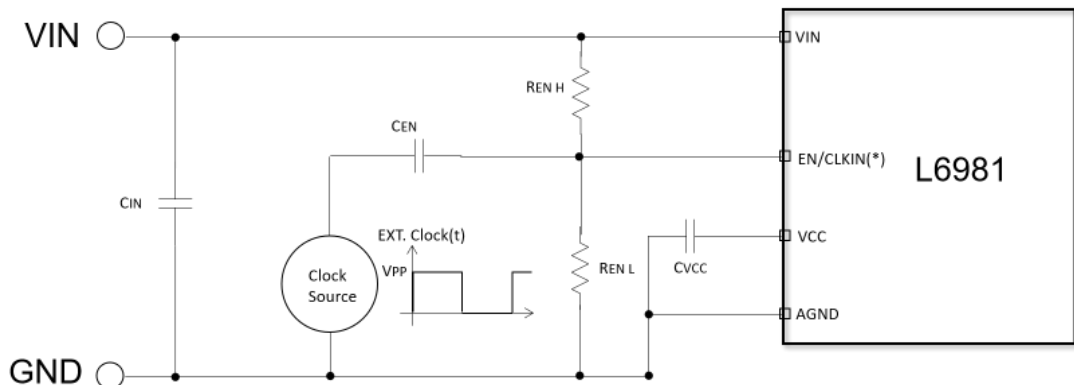 VIN
VIN
REN H
CEN
EN/CLKIN(*)
L6981
CIN
EXT. Clock(t)
VPP
Clock
Source
REN L
VCC
CVCC
AGND
GND